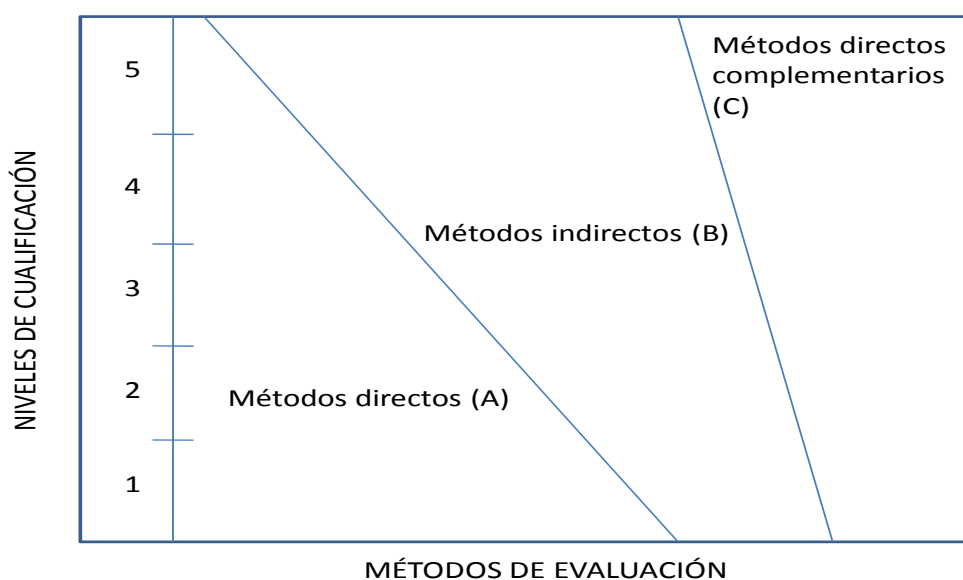 NIVELES DE CUALIFICACIÓN
5
4
3
2
1
Métodos directos
complementarios
(C)
Métodos indirectos (B)
Métodos directos (A)
MÉTODOS DE EVALUACIÓN